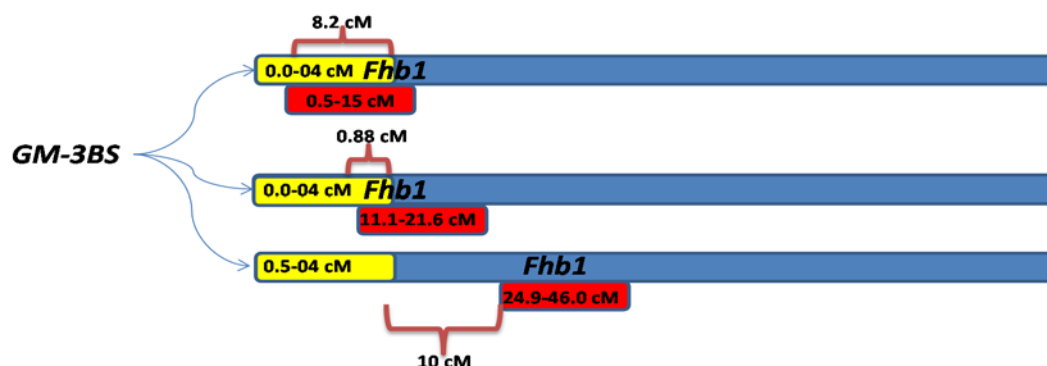 8.2 cM
0.0-04 cM Fhb1
0.5-15 cM
0.88 cM
GM-3BS
0.0-04 cM Fhb1
11.1-21.6 cM
0.5-04 cM Fhb1
24.9-46.0 cM
10 cM